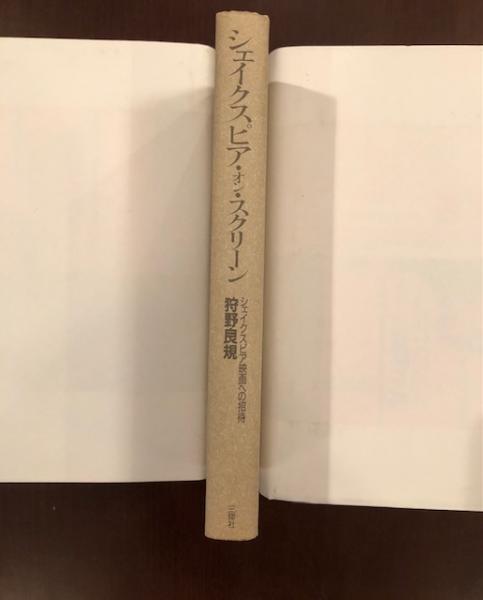 シェイクスピア・オン・スクリーン
シェイクスピア映画への招待
狩野良規
三修社